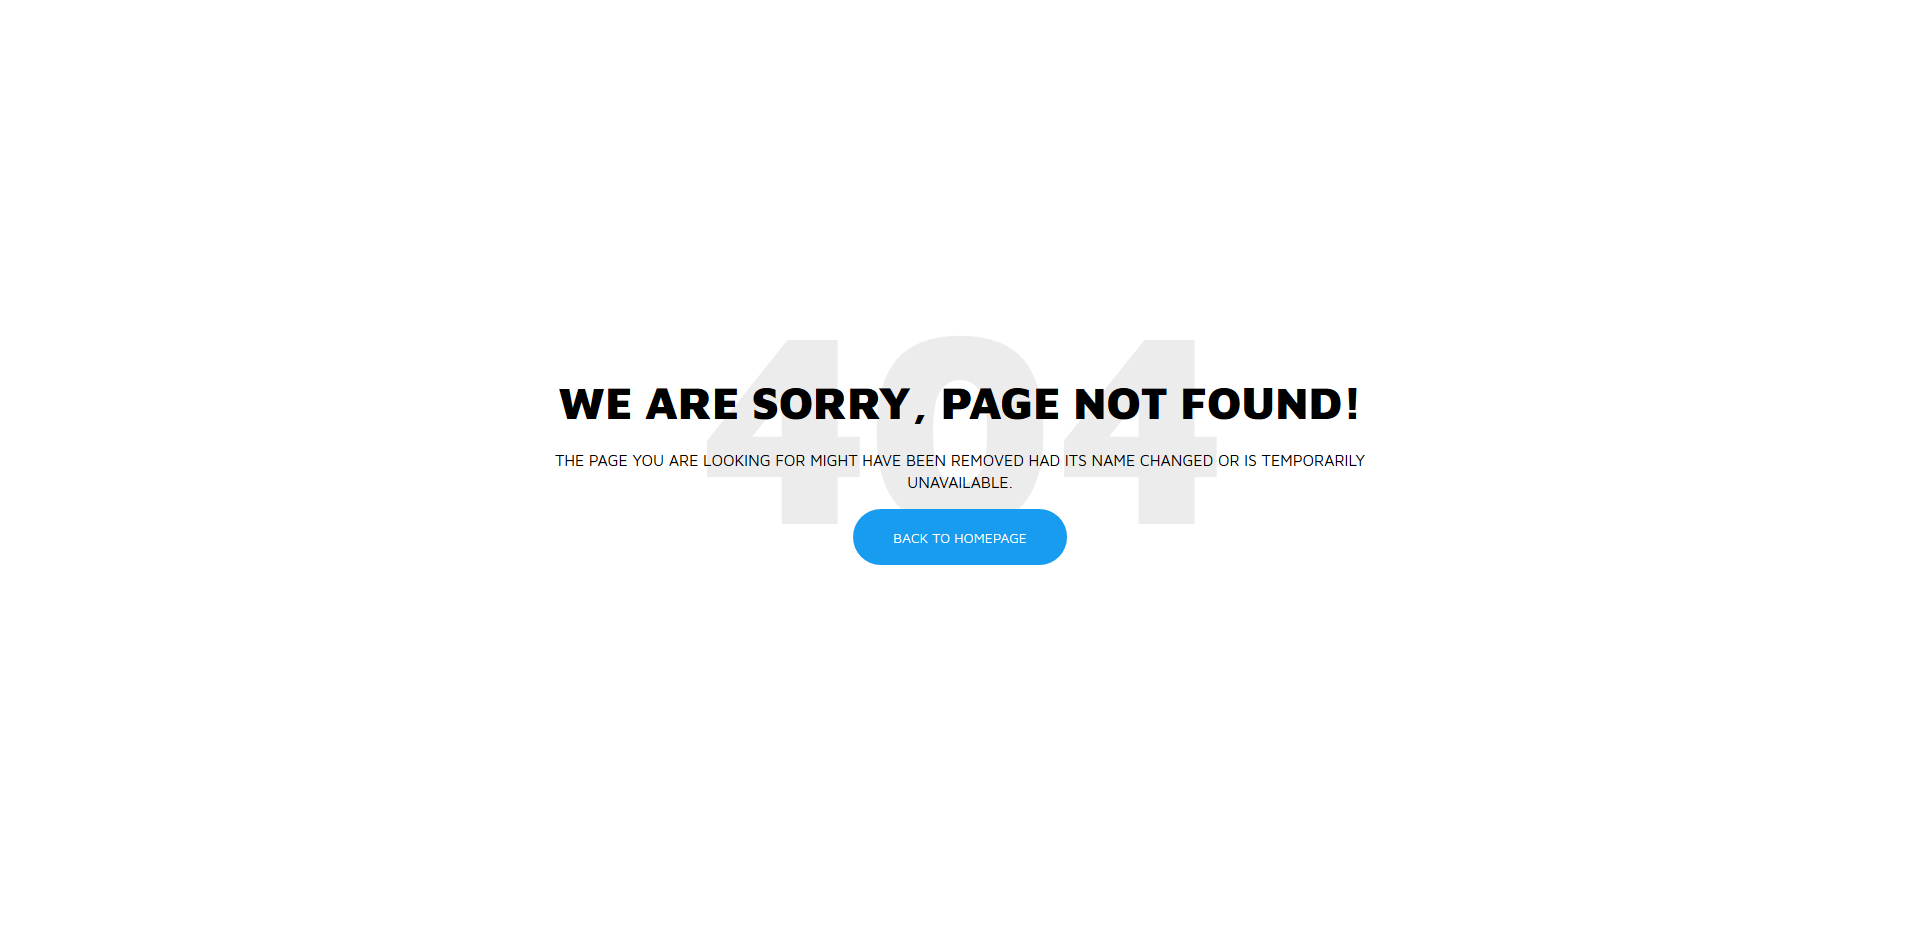 404
WE ARE SORRY, PAGE NOT FOUND!
THE PAGE YOU ARE LOOKING FOR MIGHT HAVE BEEN REMOVED HAD ITS NAME CHANGED OR IS TEMPORARILY
UNAVAILABLE.
BACK TO HOMEPAGE